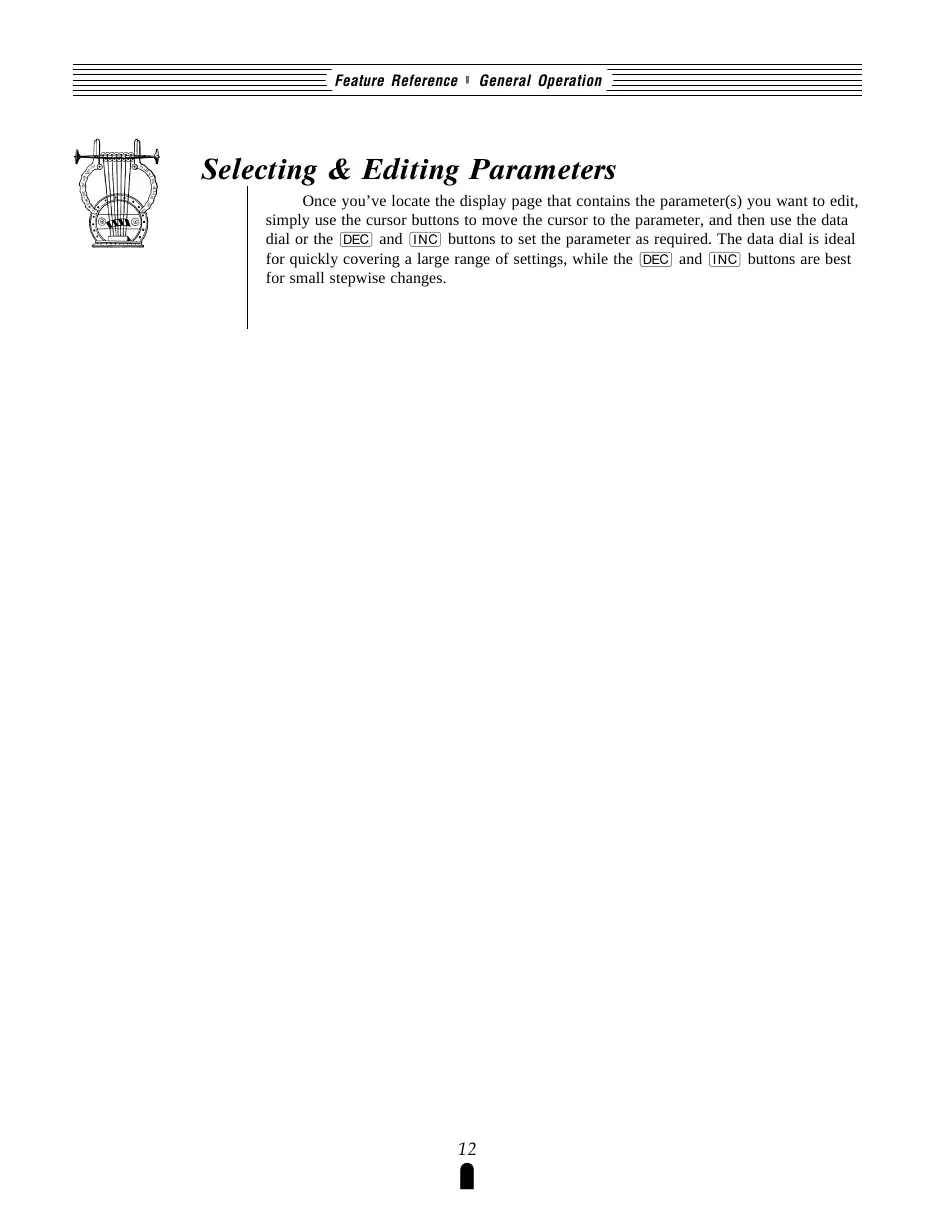 Feature Reference General Operation
Selecting & Editing Parameters
Once you’ve locate the display page that contains the parameter(s) you want to edit,
simply use the cursor buttons to move the cursor to the parameter, and then use the data
dial or the DEC and INC buttons to set the parameter as required. The data dial is ideal
for quickly covering a large range of settings, while the DEC and INC buttons are best
for small stepwise changes.
12